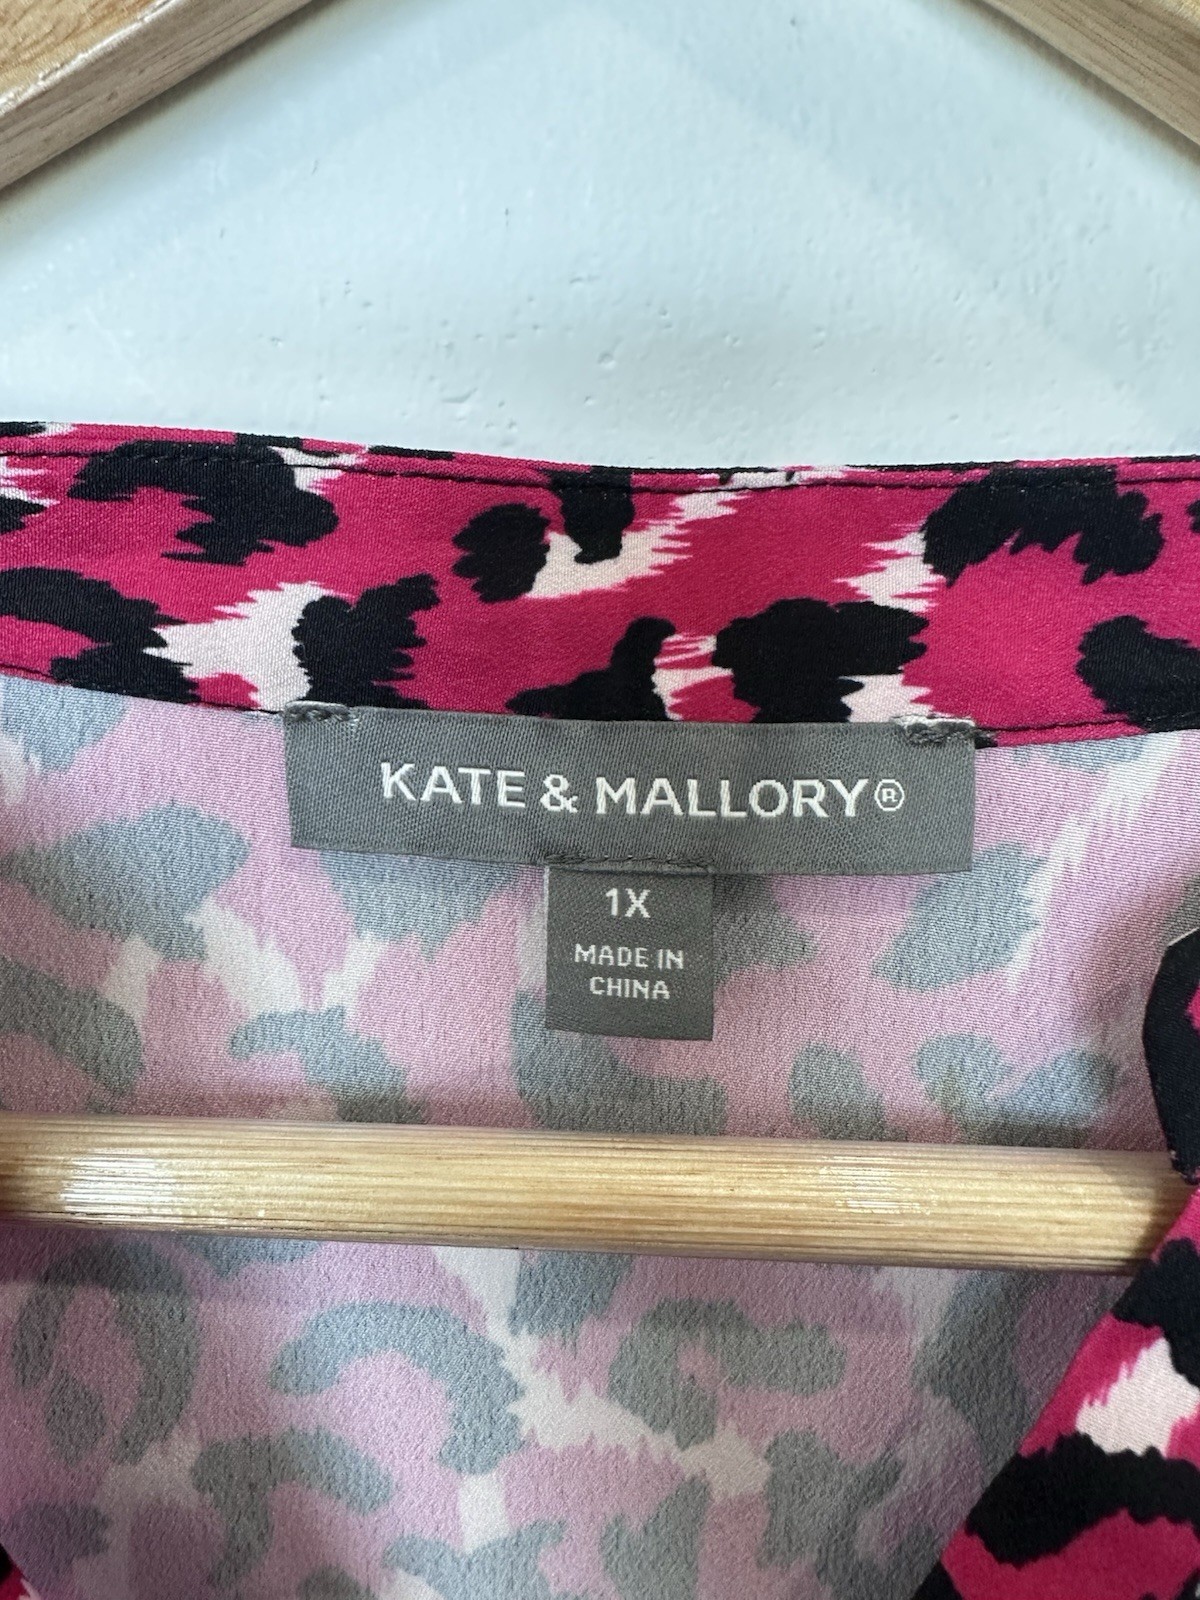 KATE & MALLORY®
1X
MADE IN
CHINA